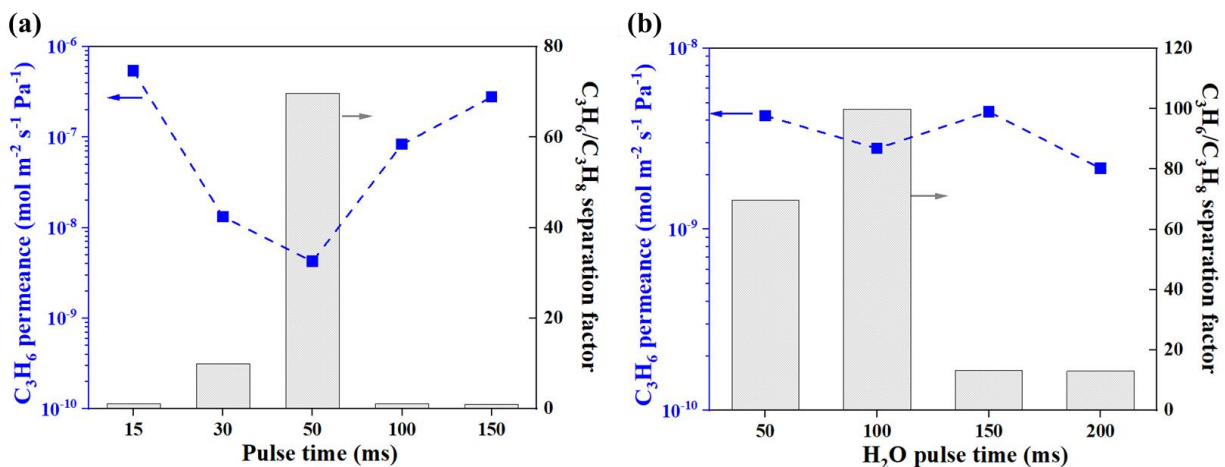 (a)
C₃H₆ permeance (mol m⁻² s⁻¹ Pa⁻¹)
10⁻⁶
10⁻⁷
10⁻⁸
10⁻⁹
10⁻¹⁰
80
60
40
20
0
C₃H₆/C₃H₈ separation factor
15 30 50 100 150
Pulse time (ms)
(b)
C₃H₆ permeance (mol m⁻² s⁻¹ Pa⁻¹)
10⁻⁸
10⁻⁹
10⁻¹⁰
120
100
80
60
40
20
0
C₃H₆/C₃H₈ separation factor
50 100 150 200
H₂O pulse time (ms)